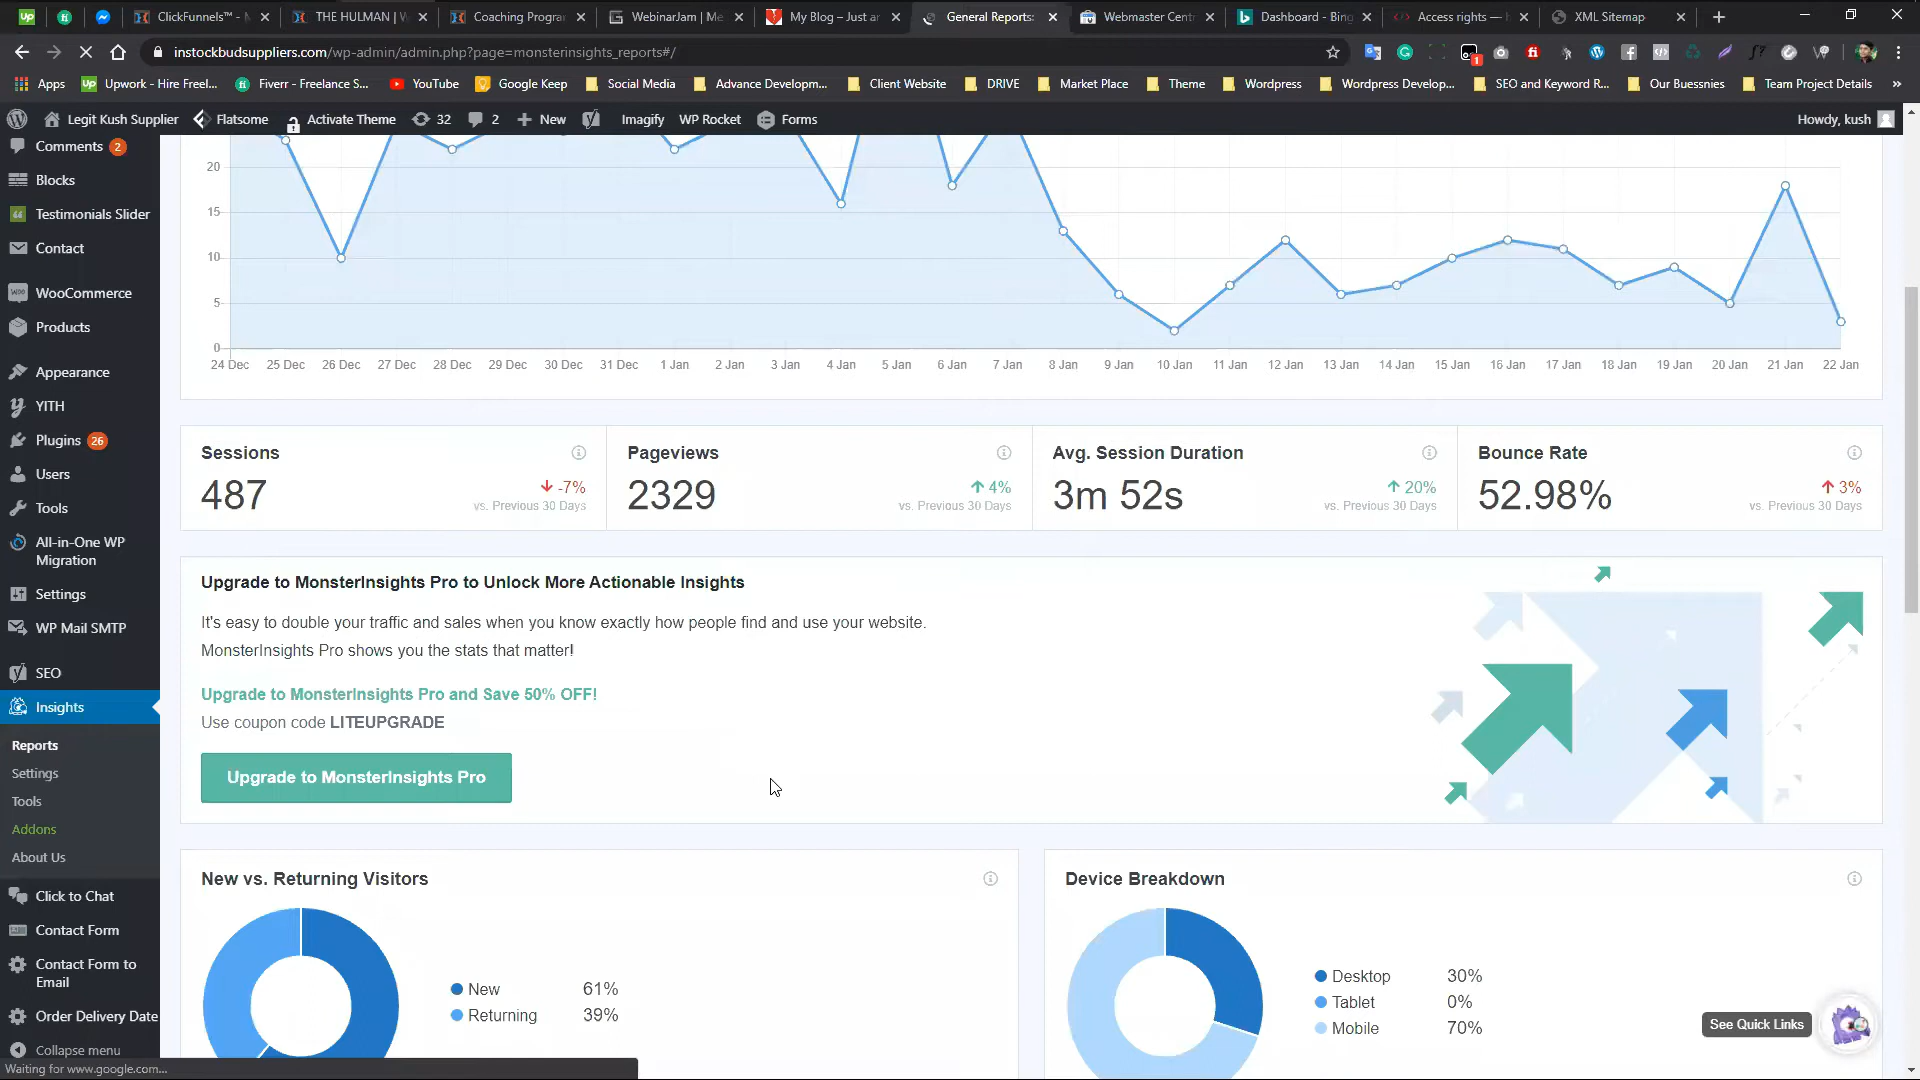 ClickFunnels™ - M
THE HULMAN | W
Coaching Progra
WebinarJam | Me
My Blog – Just a
General Reports:
Webmaster Cent
Dashboard - Bing
Access rights — h
XML Sitemap
instockbudsuppliers.com/wp-admin/admin.php?page=monsterinsights_reports#/
Apps
Upwork - Hire Freel...
Fiverr - Freelance S...
YouTube
Google Keep
Social Media
Advance Developm...
Client Website
DRIVE
Market Place
Theme
Wordpress
Wordpress Develop...
SEO and Keyword R...
Our Buessnies
Team Project Details
Legit Kush Supplier
Flatsome
Activate Theme
32
2
New
Imagify
WP Rocket
Forms
Howdy, kush
Comments 2
Blocks
Testimonials Slider
Contact
WooCommerce
Products
Appearance
YITH
Plugins 26
Users
Tools
All-in-One WP
Migration
Settings
WP Mail SMTP
SEO
Insights
Reports
Settings
Tools
Addons
About Us
Click to Chat
Contact Form
Contact Form to
Email
Order Delivery Date
Collapse menu
Waiting for www.google.com...
20
15
10
5
0
24 Dec 25 Dec 26 Dec 27 Dec 28 Dec 29 Dec 30 Dec 31 Dec 1 Jan 2 Jan 3 Jan 4 Jan 5 Jan 6 Jan 7 Jan 8 Jan 9 Jan 10 Jan 11 Jan 12 Jan 13 Jan 14 Jan 15 Jan 16 Jan 17 Jan 18 Jan 19 Jan 20 Jan 21 Jan 22 Jan
Sessions
487
-7%
vs. Previous 30 Days
Pageviews
2329
4%
vs. Previous 30 Days
Avg. Session Duration
3m 52s
20%
vs. Previous 30 Days
Bounce Rate
52.98%
3%
vs. Previous 30 Days
Upgrade to MonsterInsights Pro to Unlock More Actionable Insights
It's easy to double your traffic and sales when you know exactly how people find and use your website.
MonsterInsights Pro shows you the stats that matter!
Upgrade to MonsterInsights Pro and Save 50% OFF!
Use coupon code LITEUPGRADE
Upgrade to MonsterInsights Pro
New vs. Returning Visitors
New 61%
Returning 39%
Device Breakdown
Desktop 30%
Tablet 0%
Mobile 70%
See Quick Links